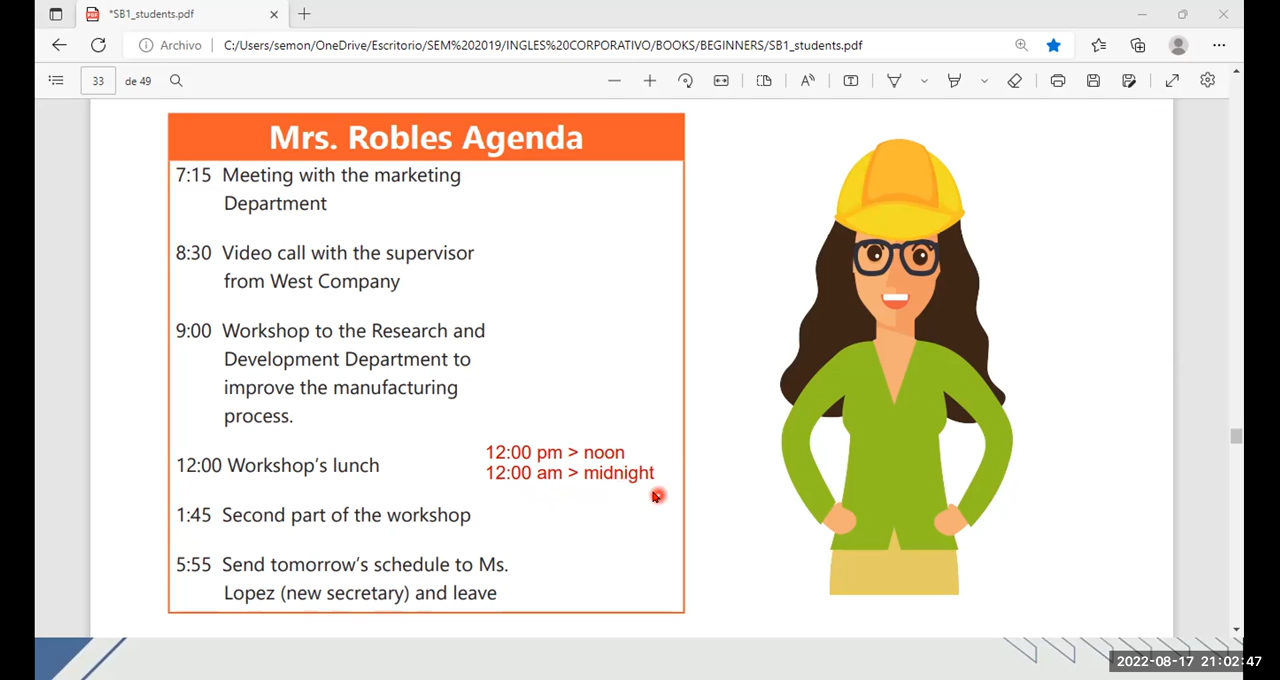 *SB1_students.pdf
Archivo
C:/Users/semon/OneDrive/Escritorio/SEM%202019/INGLES%20CORPORATIVO/BOOKS/BEGINNERS/SB1_students.pdf
33 de 49
Mrs. Robles Agenda
7:15 Meeting with the marketing
Department
8:30 Video call with the supervisor
from West Company
9:00 Workshop to the Research and
Development Department to
improve the manufacturing
process.
12:00 pm > noon
12:00 Workshop's lunch
12:00 am > midnight
1:45 Second part of the workshop
5:55 Send tomorrow's schedule to Ms.
Lopez (new secretary) and leave
2022-08-17 21:02:47